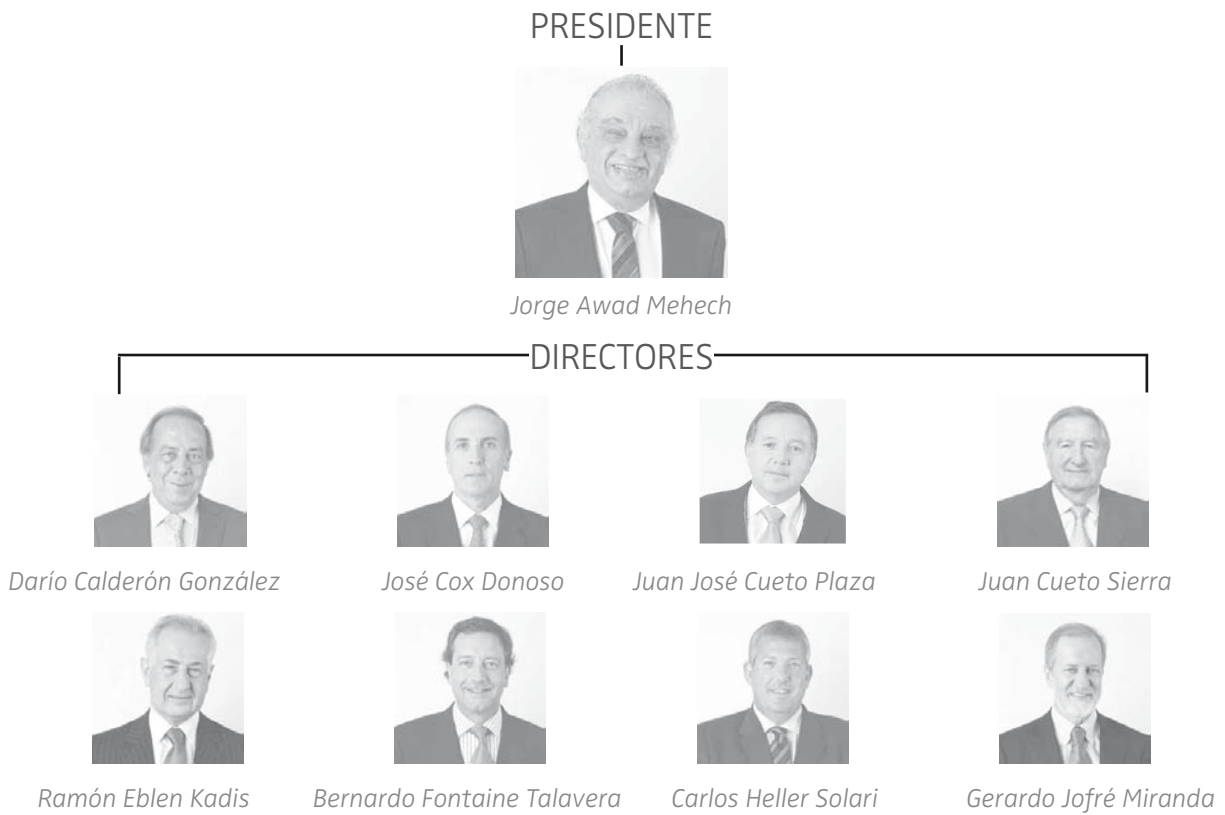 PRESIDENTE
Jorge Awad Mehech
DIRECTORES
Darío Calderón González
José Cox Donoso
Juan José Cueto Plaza
Juan Cueto Sierra
Ramón Eblen Kadis
Bernardo Fontaine Talavera
Carlos Heller Solari
Gerardo Jofré Miranda